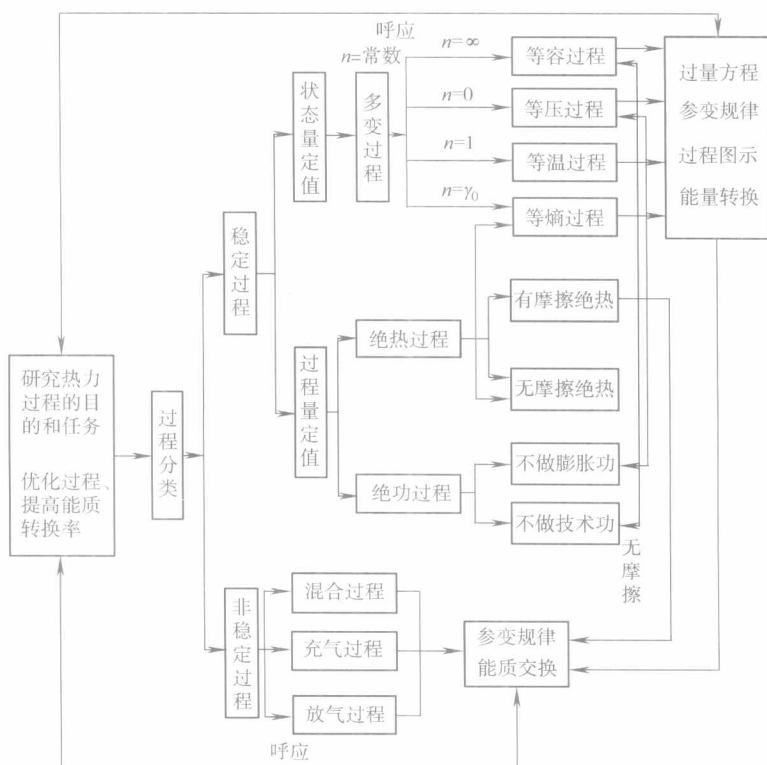 呼应
n=常数
n=∞
n=0
n=1
n=γ₀
状态量定值
多变过程
等容过程
等压过程
等温过程
等熵过程
过量方程
参变规律
过程图示
能量转换
稳定过程
过程量定值
绝热过程
有摩擦绝热
无摩擦绝热
绝功过程
不做膨胀功
不做技术功
无摩擦
研究热力
过程的目
的和任务
优化过程、
提高能质
转换率
过程分类
非稳定过程
混合过程
充气过程
放气过程
参变规律
能质交换
呼应